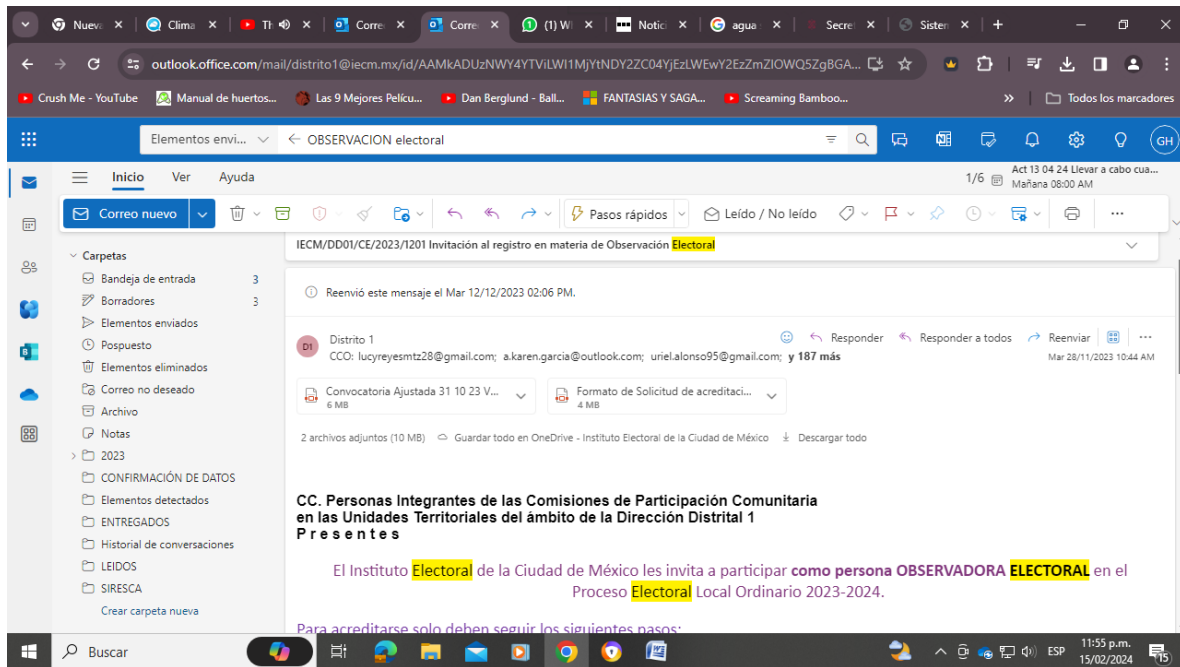 Nueva
Clima
Th
Corre
Corre
(1) W
Notici
agua
Secre
Sisten
outlook.office.com/mail/distrito1@iecm.mx/id/AAMkADUzNWY4YTViLWI1MjYtNDY2ZC04YjEzLWEwY2EzZmZlOWQ5ZgBGA...
Crush Me - YouTube
Manual de huertos...
Las 9 Mejores Pelícu...
Dan Berglund - Ball...
FANTASIAS Y SAGA...
Screaming Bamboo...
»
Todos los marcadores
Elementos envi...
OBSERVACION electoral
GH
Inicio Ver Ayuda
1/6
Act 13 04 24 Llevar a cabo cua...
Mañana 08:00 AM
Correo nuevo
Pasos rápidos
Leído / No leído
Carpetas
Bandeja de entrada 3
Borradores 3
Elementos enviados
Pospuesto
Elementos eliminados
Correo no deseado
Archivo
Notas
2023
CONFIRMACIÓN DE DATOS
Elementos detectados
ENTREGADOS
Historial de conversaciones
LEIDOS
SIRESCA
Crear carpeta nueva
IECM/DD01/CE/2023/1201 Invitación al registro en materia de Observación Electoral
Reenvió este mensaje el Mar 12/12/2023 02:06 PM.
D1
Distrito 1
CCO: lucyreyesmtz28@gmail.com; a.karen.garcia@outlook.com; uriel.alonso95@gmail.com; y 187 más
Responder
Responder a todos
Reenviar
Mar 28/11/2023 10:44 AM
Convocatoria Ajustada 31 10 23 V...
6 MB
Formato de Solicitud de acreditaci...
4 MB
2 archivos adjuntos (10 MB) Guardar todo en OneDrive - Instituto Electoral de la Ciudad de México Descargar todo
CC. Personas Integrantes de las Comisiones de Participación Comunitaria
en las Unidades Territoriales del ámbito de la Dirección Distrital 1
P r e s e n t e s
El Instituto Electoral de la Ciudad de México les invita a participar como persona OBSERVADORA ELECTORAL en el
Proceso Electoral Local Ordinario 2023-2024.
Para acreditarse solo deben seguir los siguientes pasos:
Buscar
ESP
11:55 p.m.
15/02/2024
15